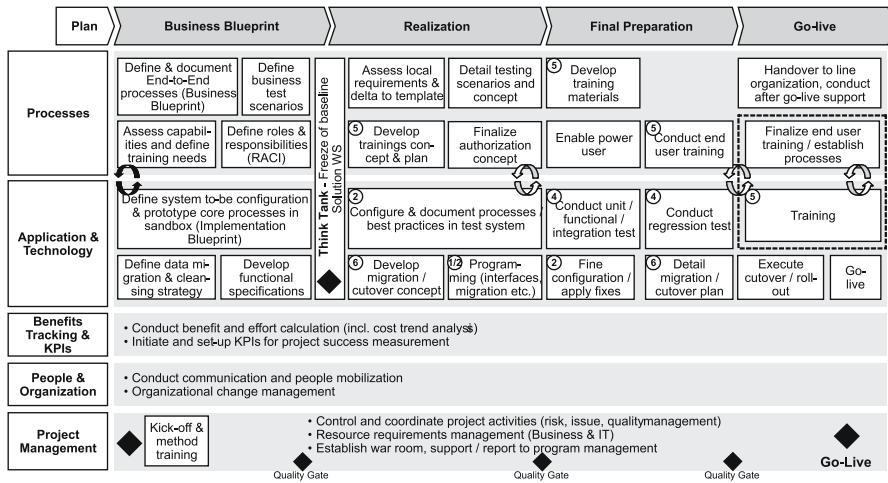 Plan
Business Blueprint
Realization
Final Preparation
Go-live
Processes
Define & document
End-to-End
processes (Business
Blueprint)
Define
business
test
scenarios
Assess capabil-
ities and define
training needs
Define roles &
responsibilities
(RACI)
Think Tank - Freeze of baseline
Solution WS
Assess local
requirements &
delta to template
Detail testing
scenarios and
concept
5
Develop
training
materials
Handover to line
organization, conduct
after go-live support
5
Develop
trainings con-
cept & plan
Finalize
authorization
concept
Enable power
user
5
Conduct end
user training
Finalize end user
training / establish
processes
Application &
Technology
Define system to-be configuration
& prototype core processes in
sandbox (Implementation
Blueprint)
2
Configure & document processes /
best practices in test system
4
Conduct unit
/ functional /
integration test
4
Conduct
regression test
5
Training
Define data mi-
gration & clean-
sing strategy
Develop
functional
specifications
6
Develop
migration /
cutover concept
1/2
Program-
ming (interfaces,
migration etc.)
2
Fine
configuration /
apply fixes
6
Detail
migration /
cutover plan
Execute
cutover / roll-
out
Go-
live
Benefits
Tracking &
KPIs
• Conduct benefit and effort calculation (incl. cost trend analysis)
• Initiate and set-up KPIs for project success measurement
People &
Organization
• Conduct communication and people mobilization
• Organizational change management
Project
Management
Kick-off &
method
training
• Control and coordinate project activities (risk, issue, qualitymanagement)
• Resource requirements management (Business & IT)
• Establish war room, support / report to program management
Go-Live
Quality Gate
Quality Gate
Quality Gate